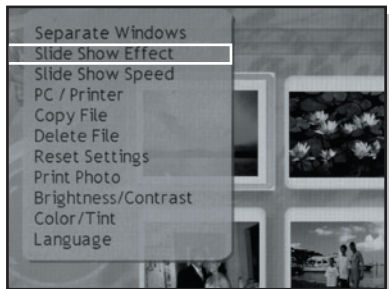 Separate Windows
Slide Show Effect
Slide Show Speed
PC / Printer
Copy File
Delete File
Reset Settings
Print Photo
Brightness/Contrast
Color/Tint
Language